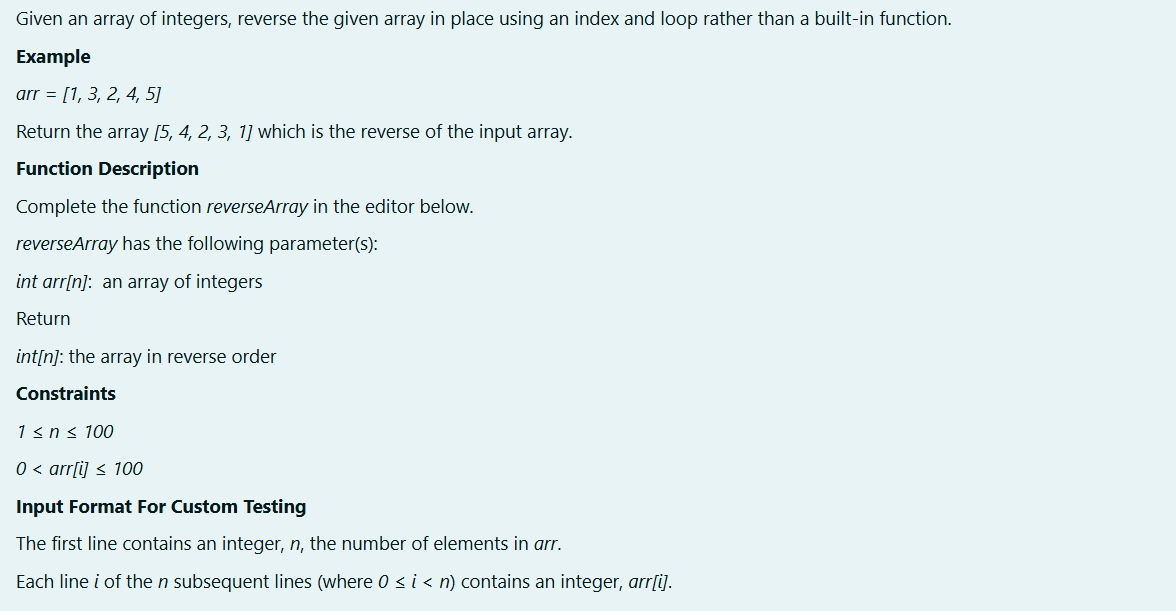 Given an array of integers, reverse the given array in place using an index and loop rather than a built-in function.
Example
arr = [1, 3, 2, 4, 5]
Return the array [5, 4, 2, 3, 1] which is the reverse of the input array.
Function Description
Complete the function reverseArray in the editor below.
reverseArray has the following parameter(s):
int arr[n]:  an array of integers
Return
int[n]: the array in reverse order
Constraints
1 ≤ n ≤ 100
0 < arr[i] ≤ 100
Input Format For Custom Testing
The first line contains an integer, n, the number of elements in arr.
Each line i of the n subsequent lines (where 0 ≤ i < n) contains an integer, arr[i].